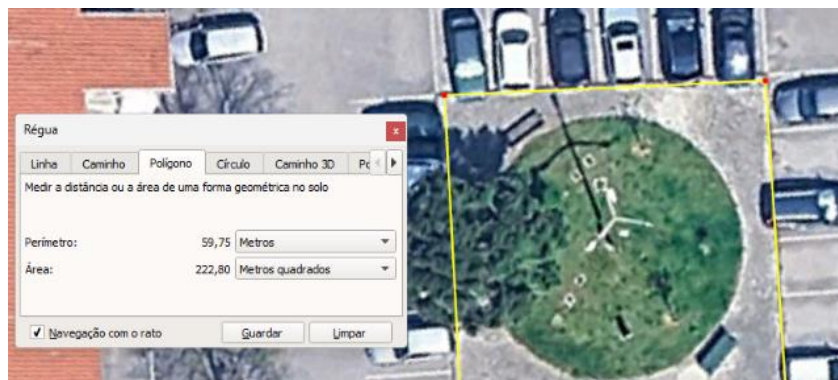 Régua
Linha Caminho Polígono Círculo Caminho 3D
Medir a distância ou a área de uma forma geométrica no solo
Perímetro: 59,75 Metros
Área: 222,80 Metros quadrados
Navegação com o rato Guardar Limpar